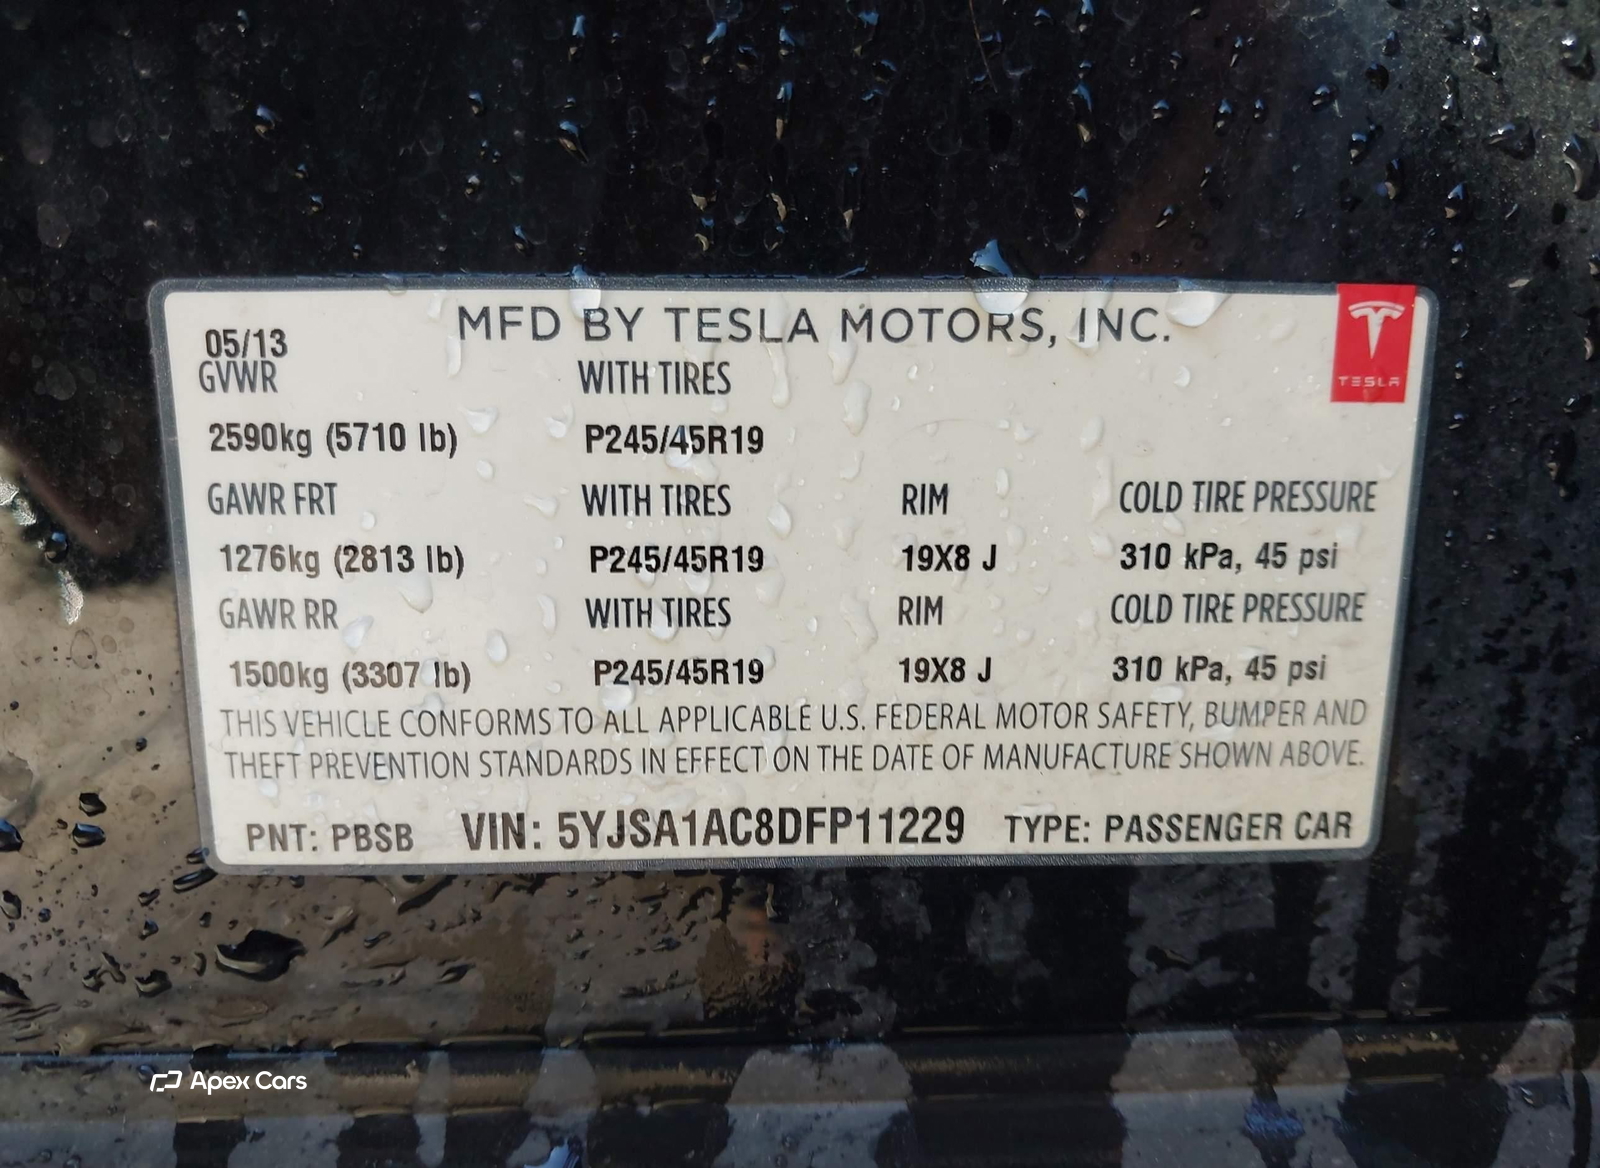 MFD BY TESLA MOTORS, INC.
TESLA
05/13
GVWR WITH TIRES
2590kg (5710 lb) P245/45R19
GAWR FRT WITH TIRES RIM COLD TIRE PRESSURE
1276kg (2813 lb) P245/45R19 19X8 J 310 kPa, 45 psi
GAWR RR WITH TIRES RIM COLD TIRE PRESSURE
1500kg (3307 lb) P245/45R19 19X8 J 310 kPa, 45 psi
THIS VEHICLE CONFORMS TO ALL APPLICABLE U.S. FEDERAL MOTOR SAFETY, BUMPER AND
THEFT PREVENTION STANDARDS IN EFFECT ON THE DATE OF MANUFACTURE SHOWN ABOVE.
PNT: PBSB VIN: 5YJSA1AC8DFP11229 TYPE: PASSENGER CAR
Apex Cars